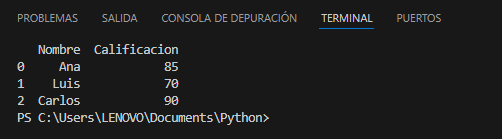 PROBLEMAS SALIDA CONSOLA DE DEPURACIÓN TERMINAL PUERTOS
Nombre Calificacion
0 Ana 85
1 Luis 70
2 Carlos 90
PS C:\Users\LENOVO\Documents\Python>